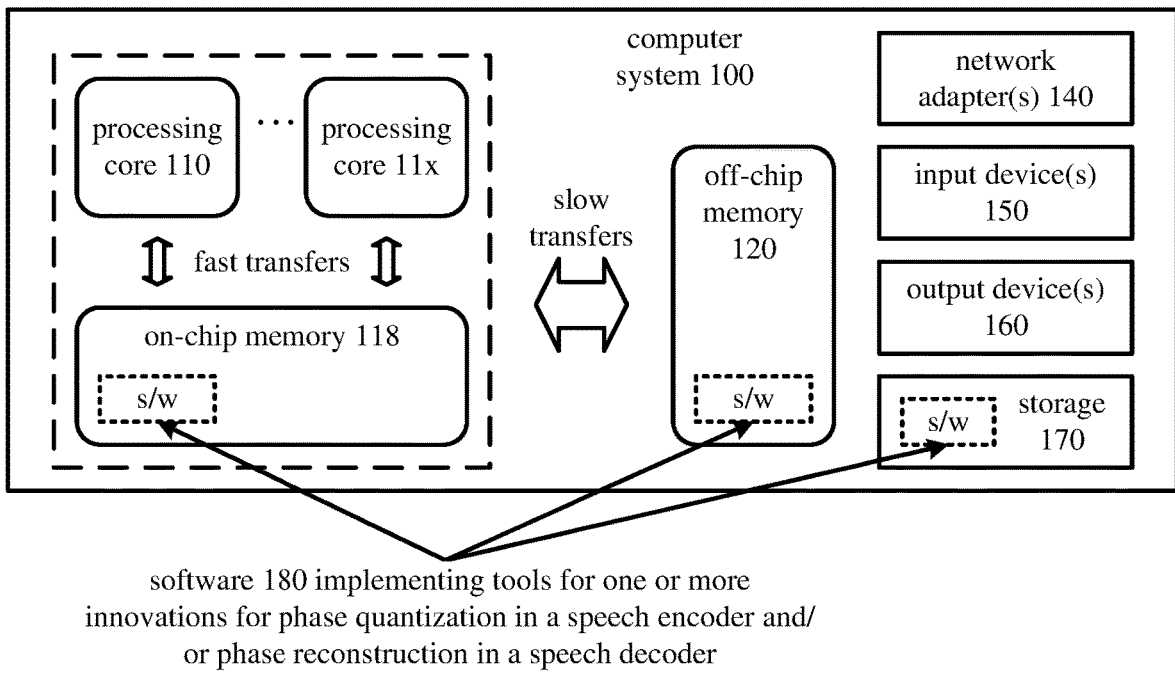 computer
system 100
processing
core 110
...
processing
core 11x
fast transfers
on-chip memory 118
s/w
slow
transfers
off-chip
memory
120
s/w
network
adapter(s) 140
input device(s)
150
output device(s)
160
storage
170
s/w
software 180 implementing tools for one or more
innovations for phase quantization in a speech encoder and/
or phase reconstruction in a speech decoder